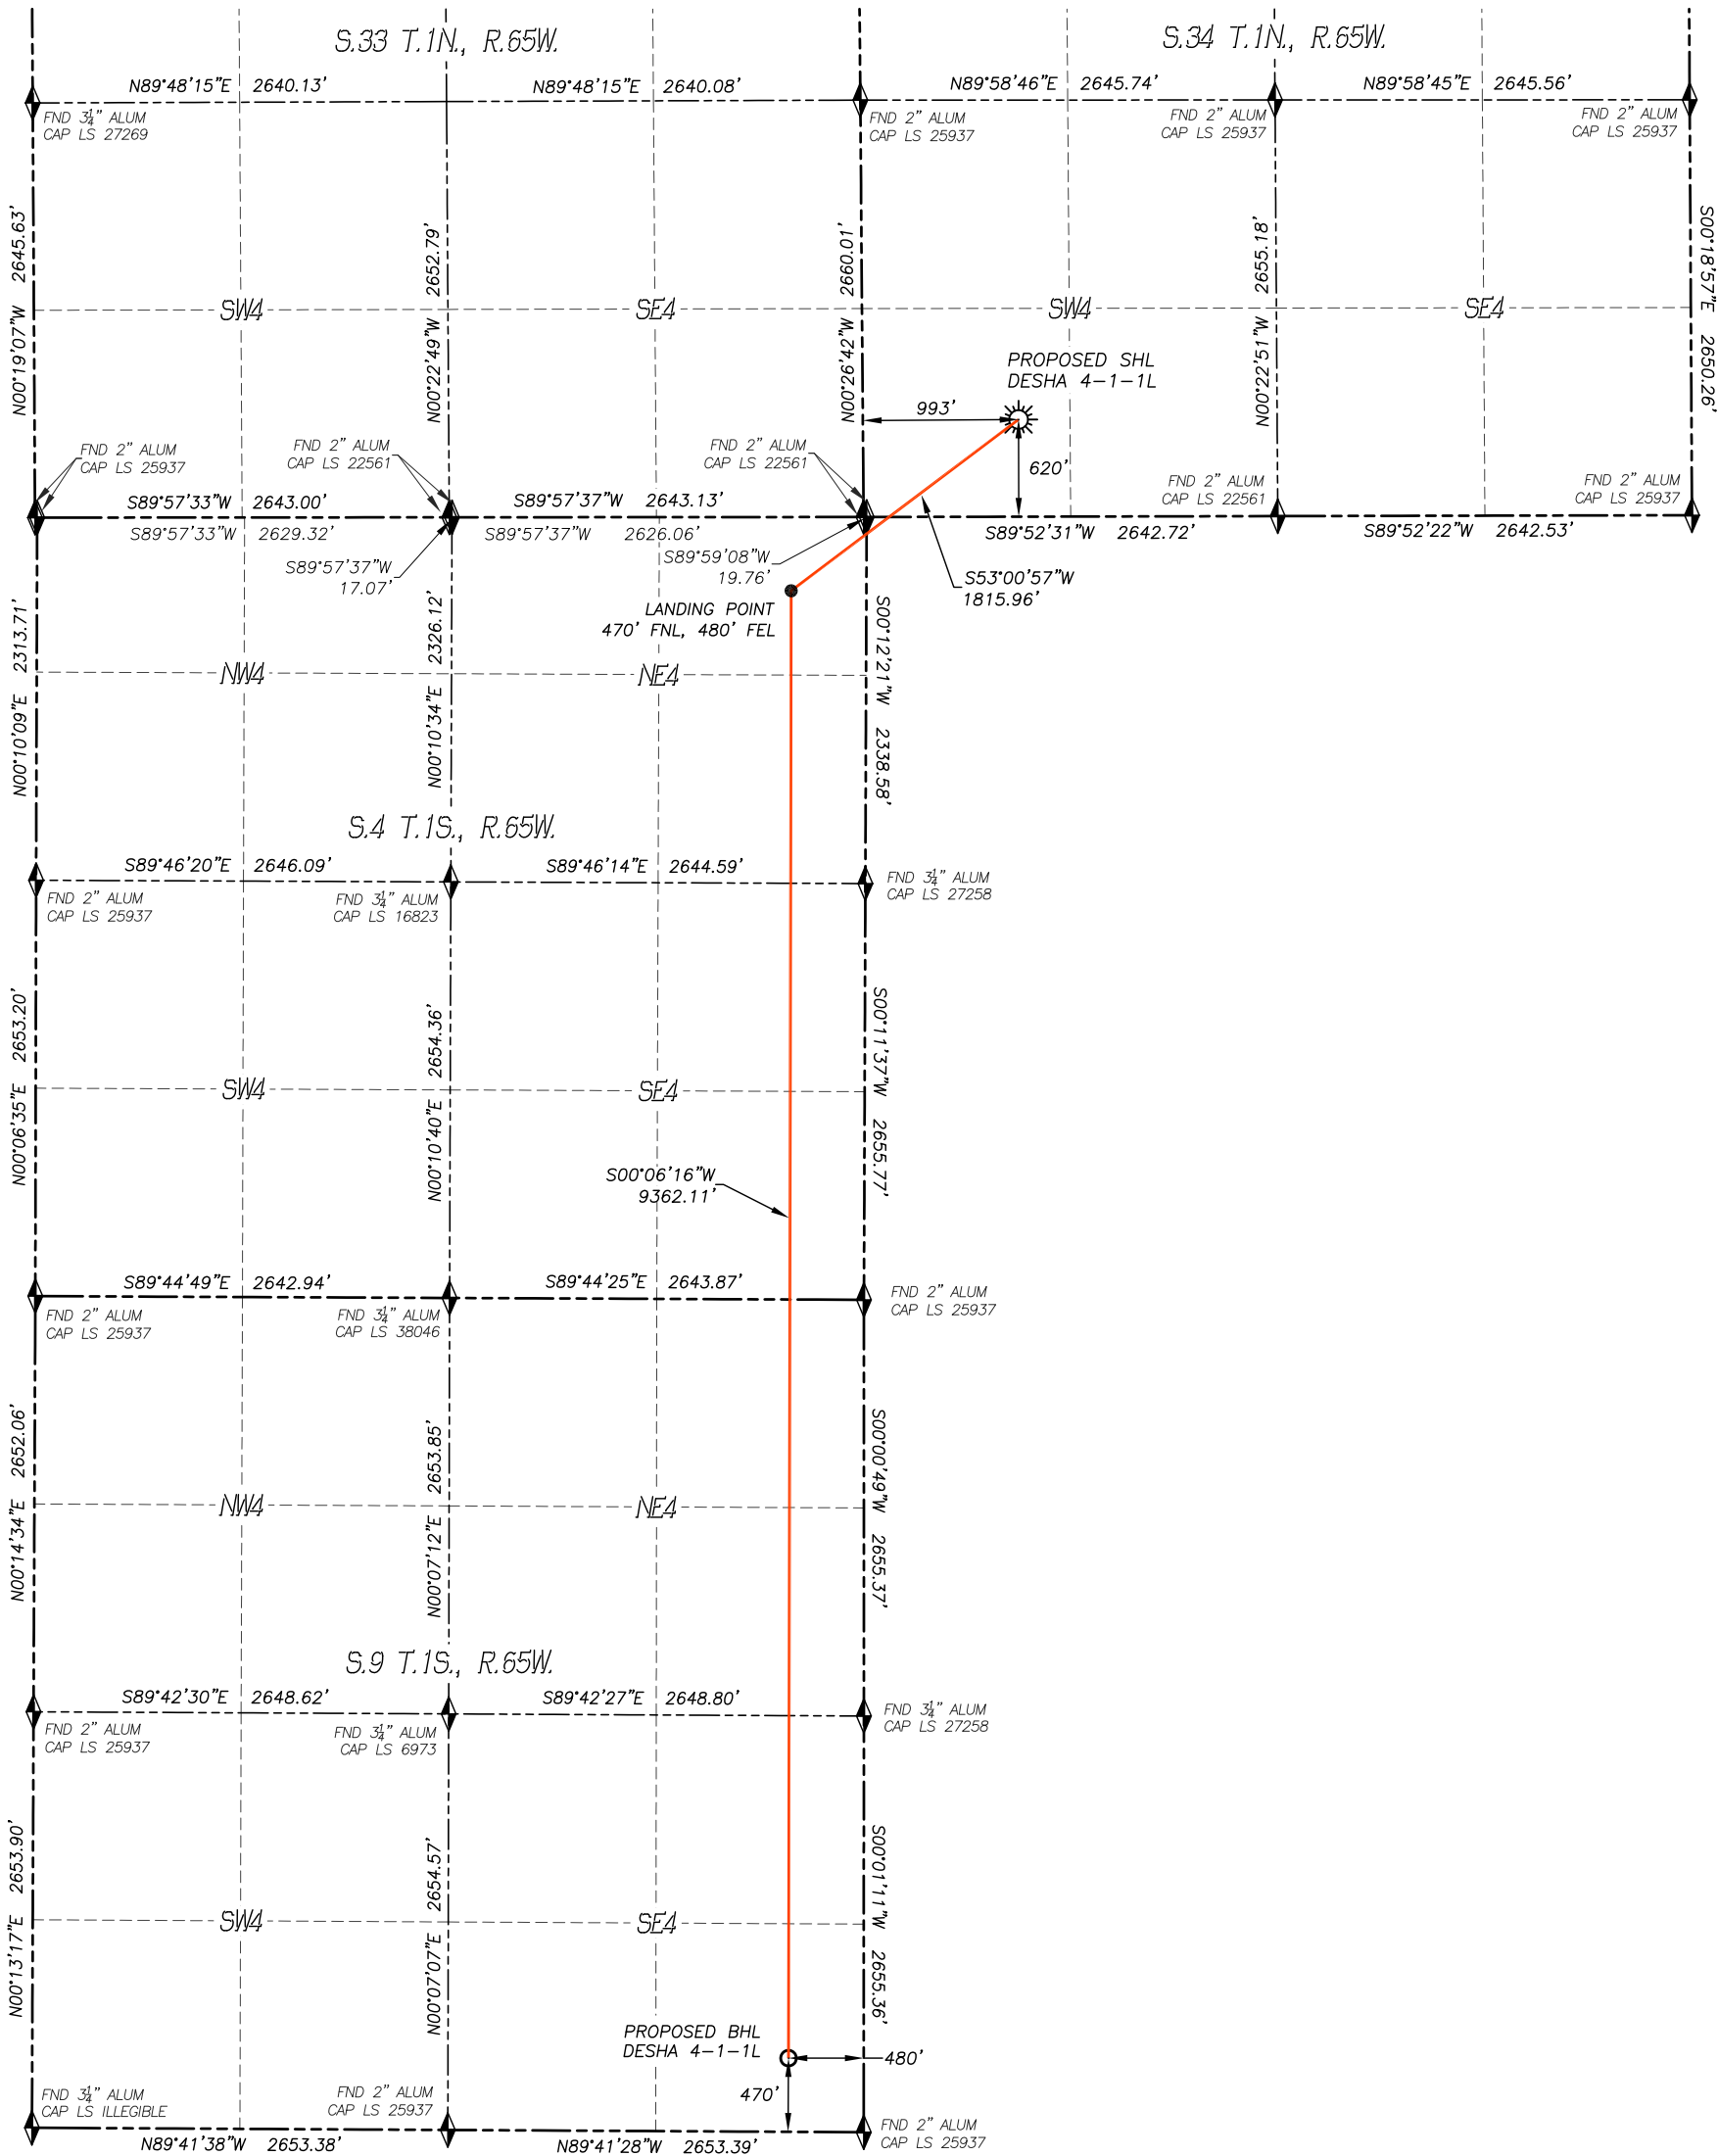 S.33 T.1N., R.65W.
S.34 T.1N., R.65W.
N89°48'15"E 2640.13'
N89°48'15"E 2640.08'
N89°58'46"E 2645.74'
N89°58'45"E 2645.56'
FND 3¼" ALUM
CAP LS 27269
FND 2" ALUM
CAP LS 25937
FND 2" ALUM
CAP LS 25937
FND 2" ALUM
CAP LS 25937
N00°19'07"W 2645.63'
N00°22'49"W 2652.79'
N00°26'42"W 2660.01'
N00°22'51"W 2655.18'
S00°18'57"E 2650.26'
SW4
SE4
SW4
SE4
PROPOSED SHL
DESHA 4-1-1L
993'
620'
FND 2" ALUM
CAP LS 25937
FND 2" ALUM
CAP LS 22561
FND 2" ALUM
CAP LS 22561
FND 2" ALUM
CAP LS 22561
FND 2" ALUM
CAP LS 25937
S89°57'33"W 2643.00'
S89°57'37"W 2643.13'
S89°57'33"W 2629.32'
S89°57'37"W 2626.06'
S89°52'31"W 2642.72'
S89°52'22"W 2642.53'
S89°57'37"W
17.07'
S89°59'08"W
19.76'
S53°00'57"W
1815.96'
LANDING POINT
470' FNL, 480' FEL
N00°10'09"E 2313.71'
N00°10'34"E 2326.12'
S00°12'21"W 2338.58'
NW4
NE4
S.4 T.1S., R.65W.
S89°46'20"E 2646.09'
S89°46'14"E 2644.59'
FND 2" ALUM
CAP LS 25937
FND 3¼" ALUM
CAP LS 16823
FND 3¼" ALUM
CAP LS 27258
N00°06'35"E 2653.20'
N00°10'40"E 2654.36'
S00°11'37"W 2655.77'
SW4
SE4
S00°06'16"W
9362.11'
S89°44'49"E 2642.94'
S89°44'25"E 2643.87'
FND 2" ALUM
CAP LS 25937
FND 3¼" ALUM
CAP LS 38046
FND 2" ALUM
CAP LS 25937
N00°14'34"E 2652.06'
N00°07'12"E 2653.85'
S00°00'49"W 2655.37'
NW4
NE4
S.9 T.1S., R.65W.
S89°42'30"E 2648.62'
S89°42'27"E 2648.80'
FND 2" ALUM
CAP LS 25937
FND 3¼" ALUM
CAP LS 6973
FND 3¼" ALUM
CAP LS 27258
N00°13'17"E 2653.90'
N00°07'07"E 2654.57'
S00°01'11"W 2655.36'
SW4
SE4
PROPOSED BHL
DESHA 4-1-1L
480'
470'
FND 3¼" ALUM
CAP LS ILLEGIBLE
FND 2" ALUM
CAP LS 25937
FND 2" ALUM
CAP LS 25937
N89°41'38"W 2653.38'
N89°41'28"W 2653.39'